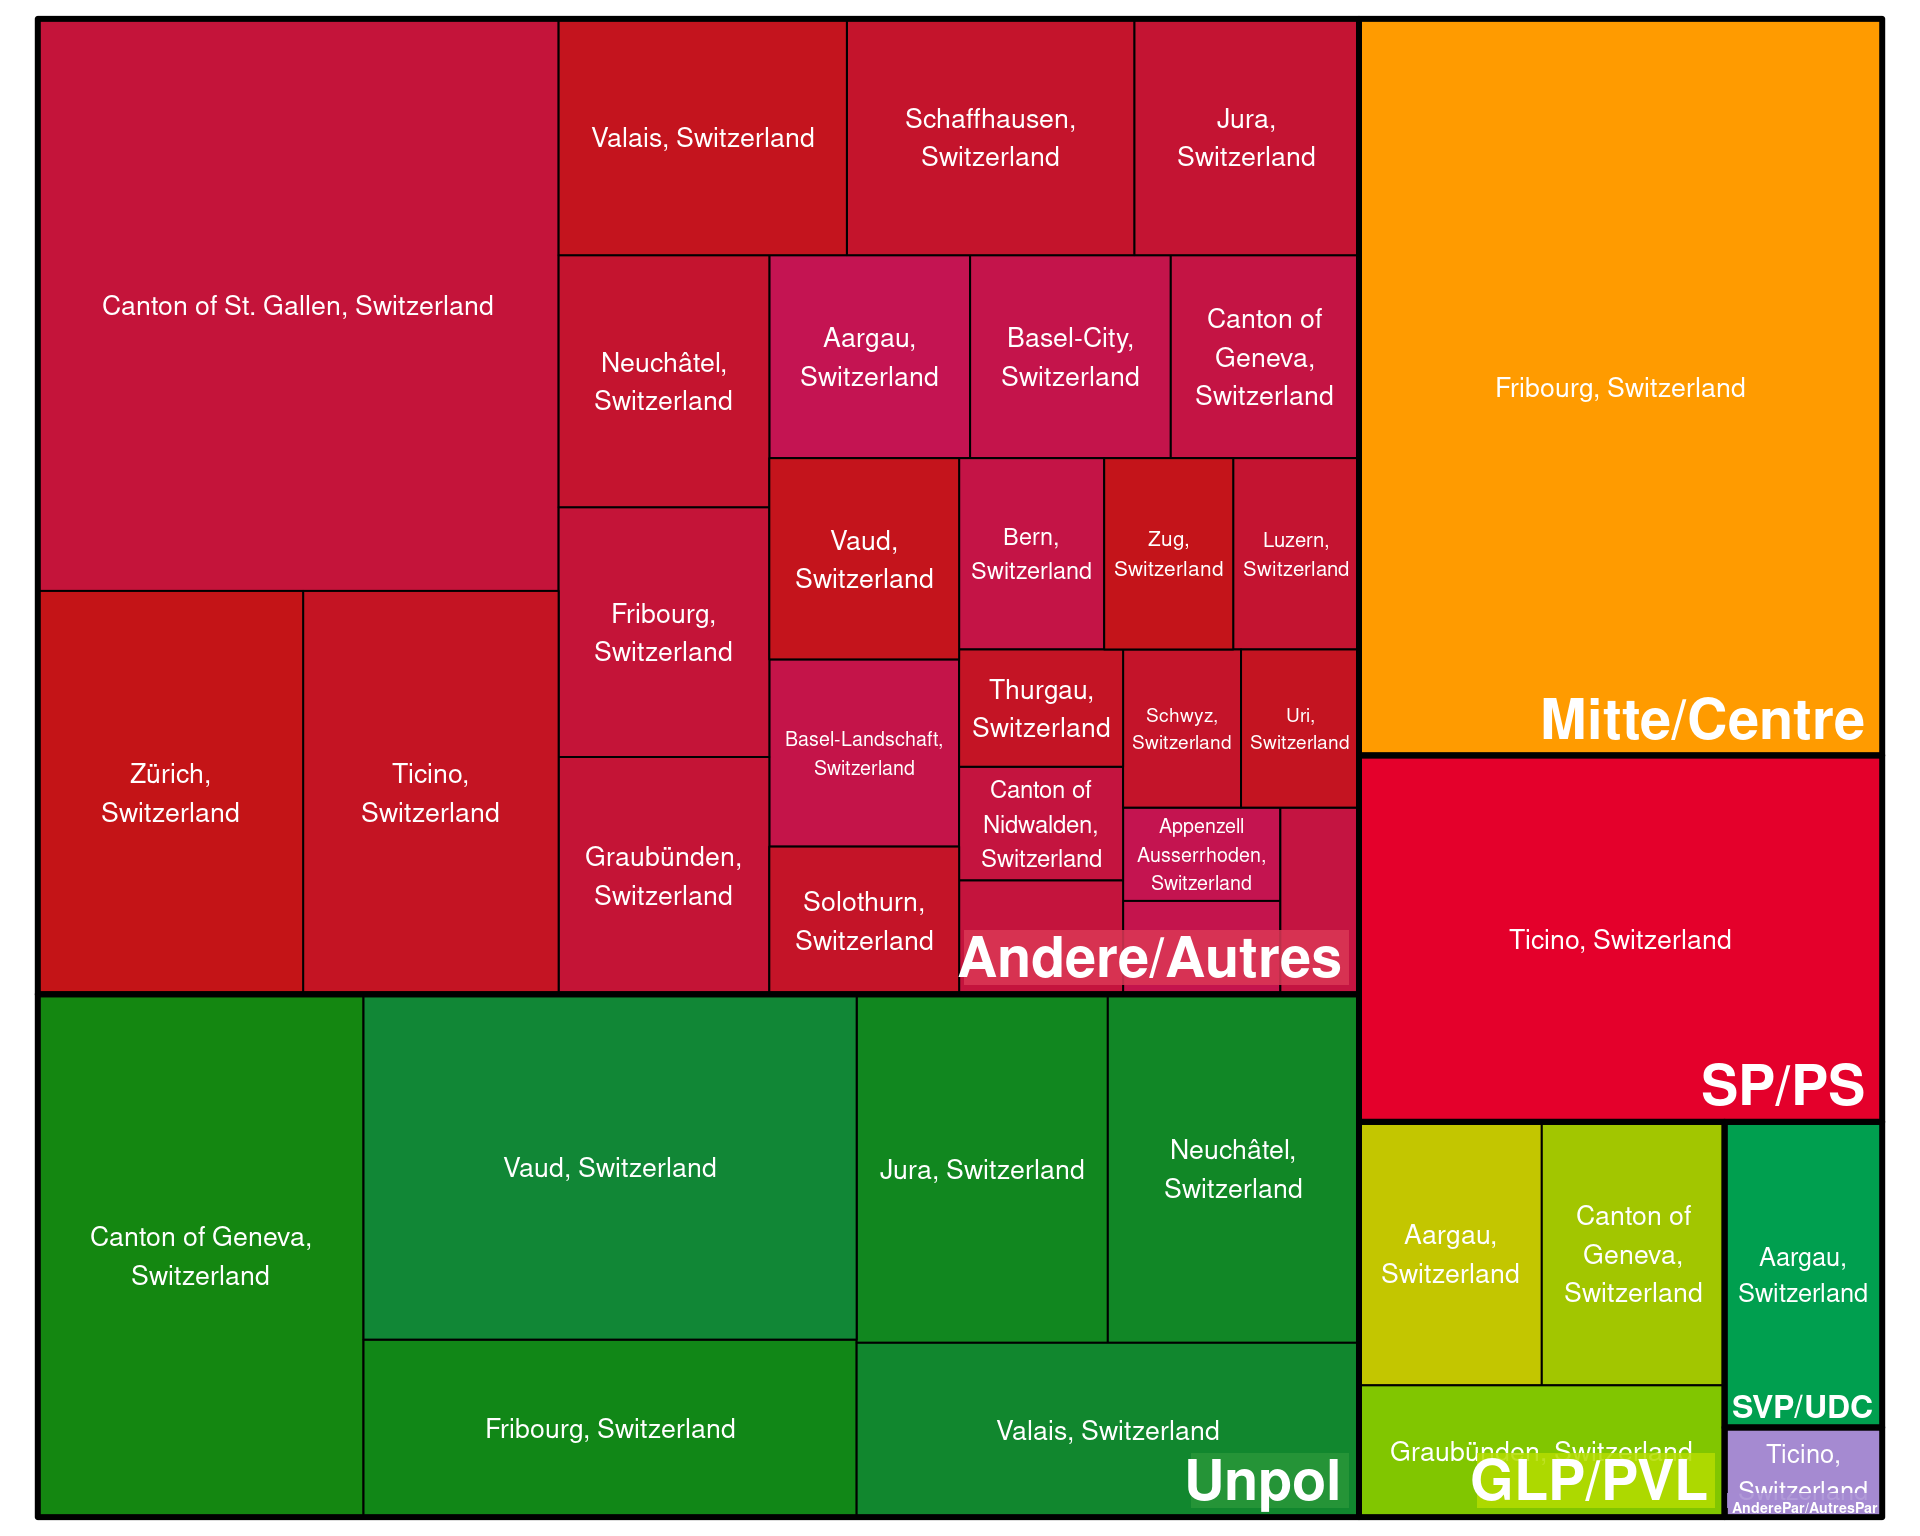 Canton of St. Gallen, Switzerland
Valais, Switzerland
Schaffhausen,
Switzerland
Jura,
Switzerland
Neuchâtel,
Switzerland
Aargau,
Switzerland
Basel-City,
Switzerland
Canton of
Geneva,
Switzerland
Fribourg,
Switzerland
Vaud,
Switzerland
Bern,
Switzerland
Zug,
Switzerland
Luzern,
Switzerland
Zürich,
Switzerland
Ticino,
Switzerland
Graubünden,
Switzerland
Basel-Landschaft,
Switzerland
Solothurn,
Switzerland
Thurgau,
Switzerland
Schwyz,
Switzerland
Uri,
Switzerland
Canton of
Nidwalden,
Switzerland
Appenzell
Ausserrhoden,
Switzerland
Andere/Autres
Fribourg, Switzerland
Mitte/Centre
Ticino, Switzerland
SP/PS
Canton of Geneva,
Switzerland
Vaud, Switzerland
Jura, Switzerland
Neuchâtel,
Switzerland
Fribourg, Switzerland
Valais, Switzerland
Unpol
Aargau,
Switzerland
Canton of
Geneva,
Switzerland
Graubünden, Switzerland
GLP/PVL
Aargau,
Switzerland
SVP/UDC
Ticino,
Switzerland
AnderePar/AutresPar